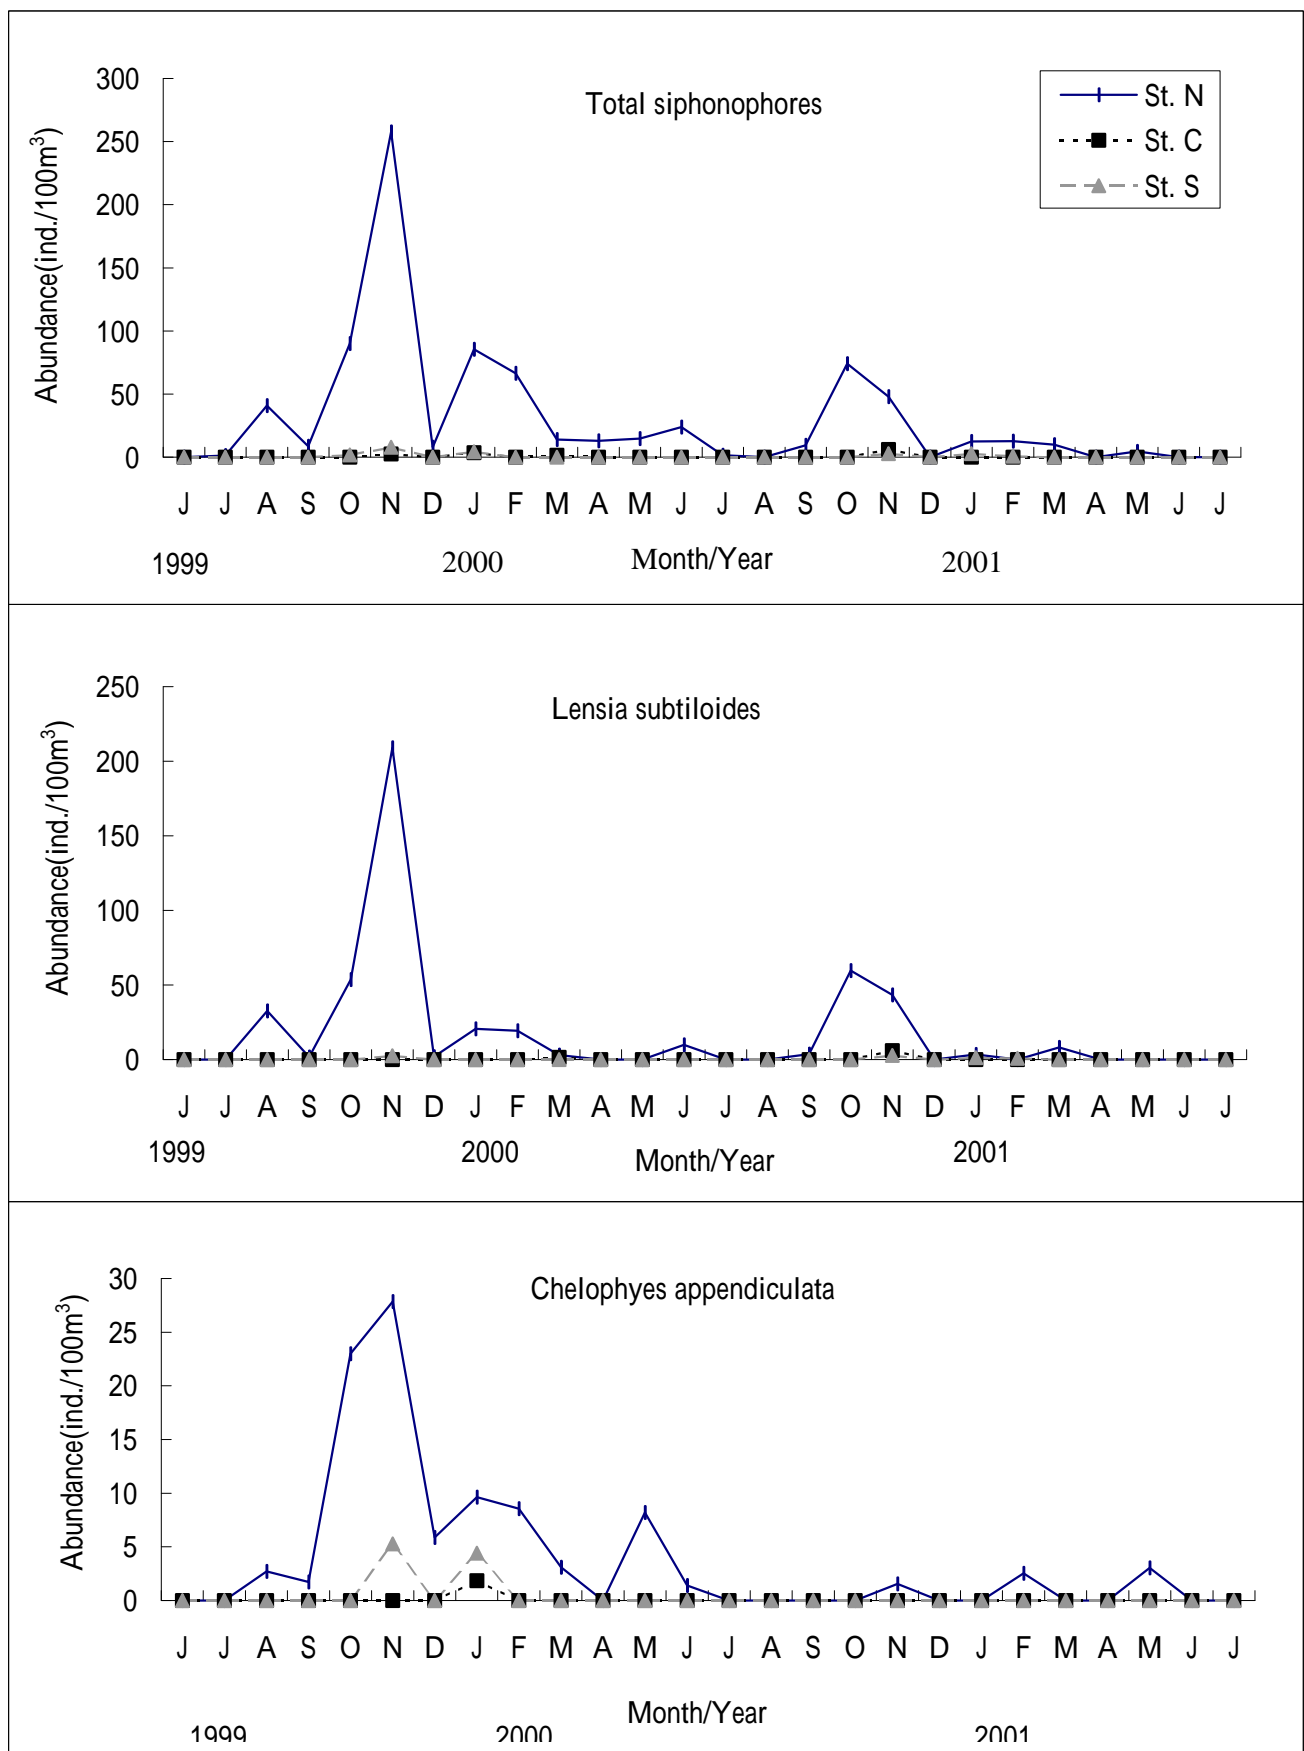 Total siphonophores
St. N
St. C
St. S
Abundance(ind./100m³)
300
250
200
150
100
50
0
J J A S O N D J F M A M J J A S O N D J F M A M J J
1999 2000 Month/Year 2001
Lensia subtiloides
Abundance(ind./100m³)
250
200
150
100
50
0
J J A S O N D J F M A M J J A S O N D J F M A M J J
1999 2000 Month/Year 2001
Chelophyes appendiculata
Abundance(ind./100m³)
30
25
20
15
10
5
0
J J A S O N D J F M A M J J A S O N D J F M A M J J
Month/Year
1999 2000 2001